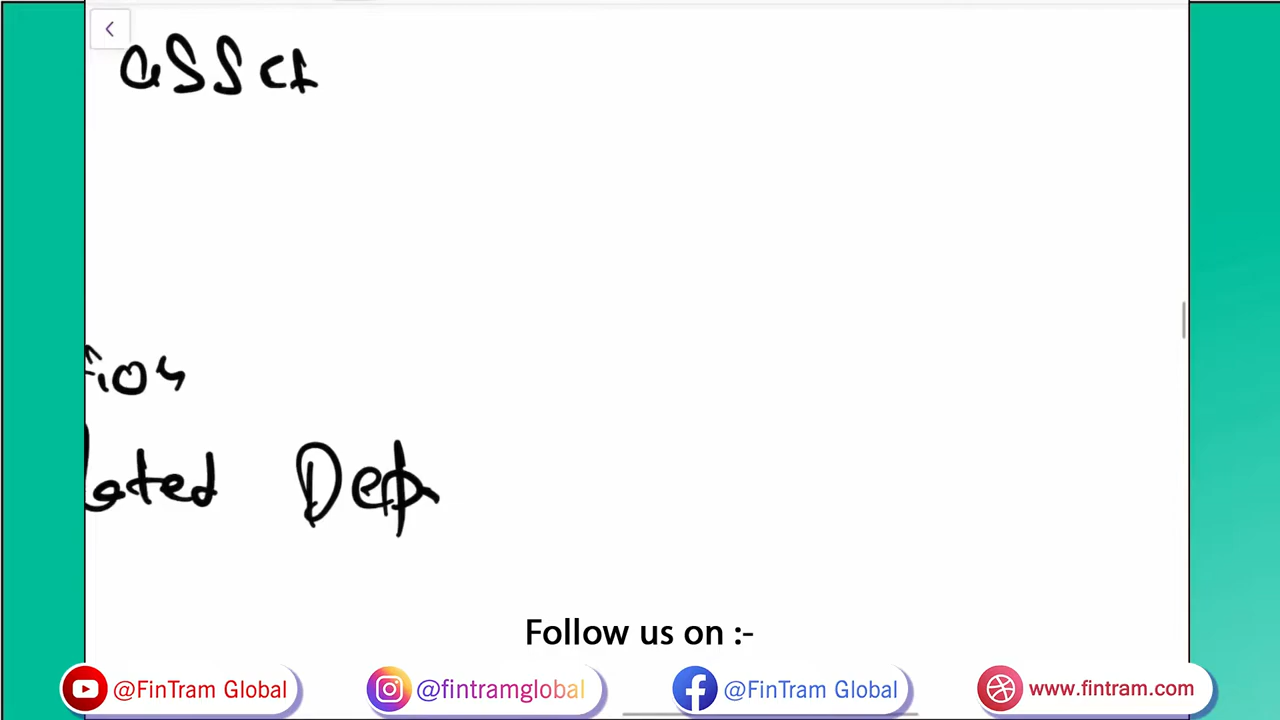 asset
tion
lated Dep
Follow us on :-
@FinTram Global @fintramglobal @FinTram Global www.fintram.com